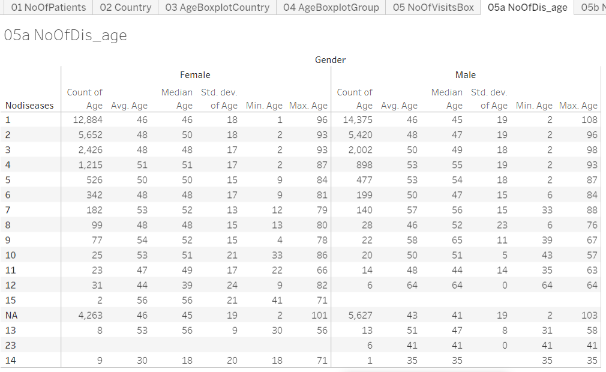 01 NoOfPatients 02 Country 03 AgeBoxplotCountry 04 AgeBoxplotGroup 05 NoOfVisitsBox 05a NoOfDis_age 05b N
05a NoOfDis_age
Gender
Female Male
Count of Median Std. dev. Count of Median Std. dev.
Nodiseases Age Avg. Age Age of Age Min. Age Max. Age Age Avg. Age Age of Age Min. Age Max. Age
1 12,884 46 46 18 1 96 14,375 46 45 19 2 108
2 5,652 48 50 18 2 93 5,420 48 47 19 2 96
3 2,426 48 48 17 2 93 2,002 50 49 18 2 98
4 1,215 51 51 17 2 87 898 53 55 19 2 93
5 526 50 50 15 9 84 477 53 54 18 2 87
6 342 48 48 17 9 81 199 50 47 15 6 84
7 182 53 52 13 12 79 140 57 56 15 33 88
8 99 48 48 15 13 80 28 46 52 23 6 76
9 77 54 52 15 4 78 22 58 65 11 39 67
10 25 53 51 21 33 86 20 50 51 5 43 57
11 23 47 49 17 22 66 14 48 44 14 35 63
12 31 44 39 24 9 82 6 64 64 0 64 64
15 2 56 56 21 41 71
NA 4,263 46 45 19 2 101 5,627 43 41 19 2 103
13 8 53 56 9 30 56 13 51 47 8 31 58
23 6 41 41 0 41 41
14 9 30 18 20 18 71 1 35 35 35 35